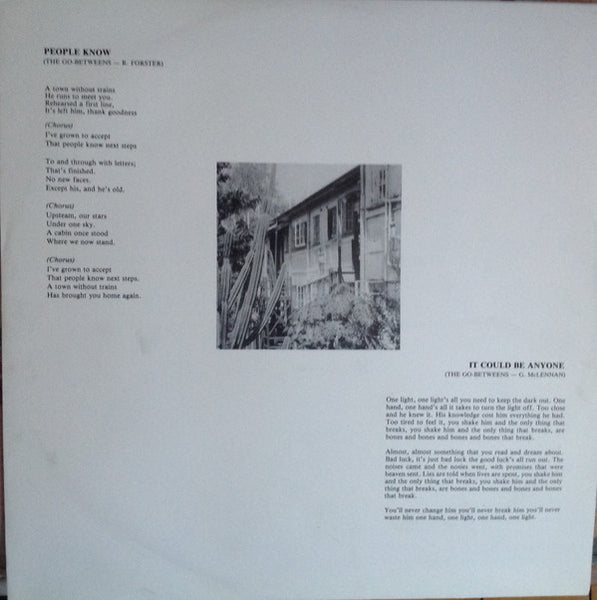 PEOPLE KNOW
(THE GO-BETWEENS — R. FORSTER)
A town without trains
He runs to meet you.
Rehearsed a first line,
It's left him, thank goodness
(Chorus)
I've grown to accept
That people know next steps
To and through with letters;
That's finished.
No new faces.
Except his, and he's old.
(Chorus)
Upsteam, our stars
Under one sky.
A cabin once stood
Where we now stand.
(Chorus)
I've grown to accept
That people know next steps.
A town without trains
Has brought you home again.
IT COULD BE ANYONE
(THE GO-BETWEENS — G. McLENNAN)
One light, one light's all you need to keep the dark out. One
hand, one hand's all it takes to turn the light off. Too close
and he knew it. His knowledge cost him everything he had.
Too tired to feel it, you shake him and the only thing that
breaks, you shake him and the only thing that breaks, are
bones and bones and bones and bones that break.
Almost, almost something that you read and dream about.
Bad luck, it's just bad luck the good luck's all run out. The
noises came and the nosies went, with promises that were
heaven sent. Lies are told when lives are spent, you shake him
and the only thing that breaks, you shake him and the only
thing that breaks, are bones and bones and bones and bones
that break.
You'll never change him you'll never break him you'll never
waste him one hand, one light, one hand, one light.